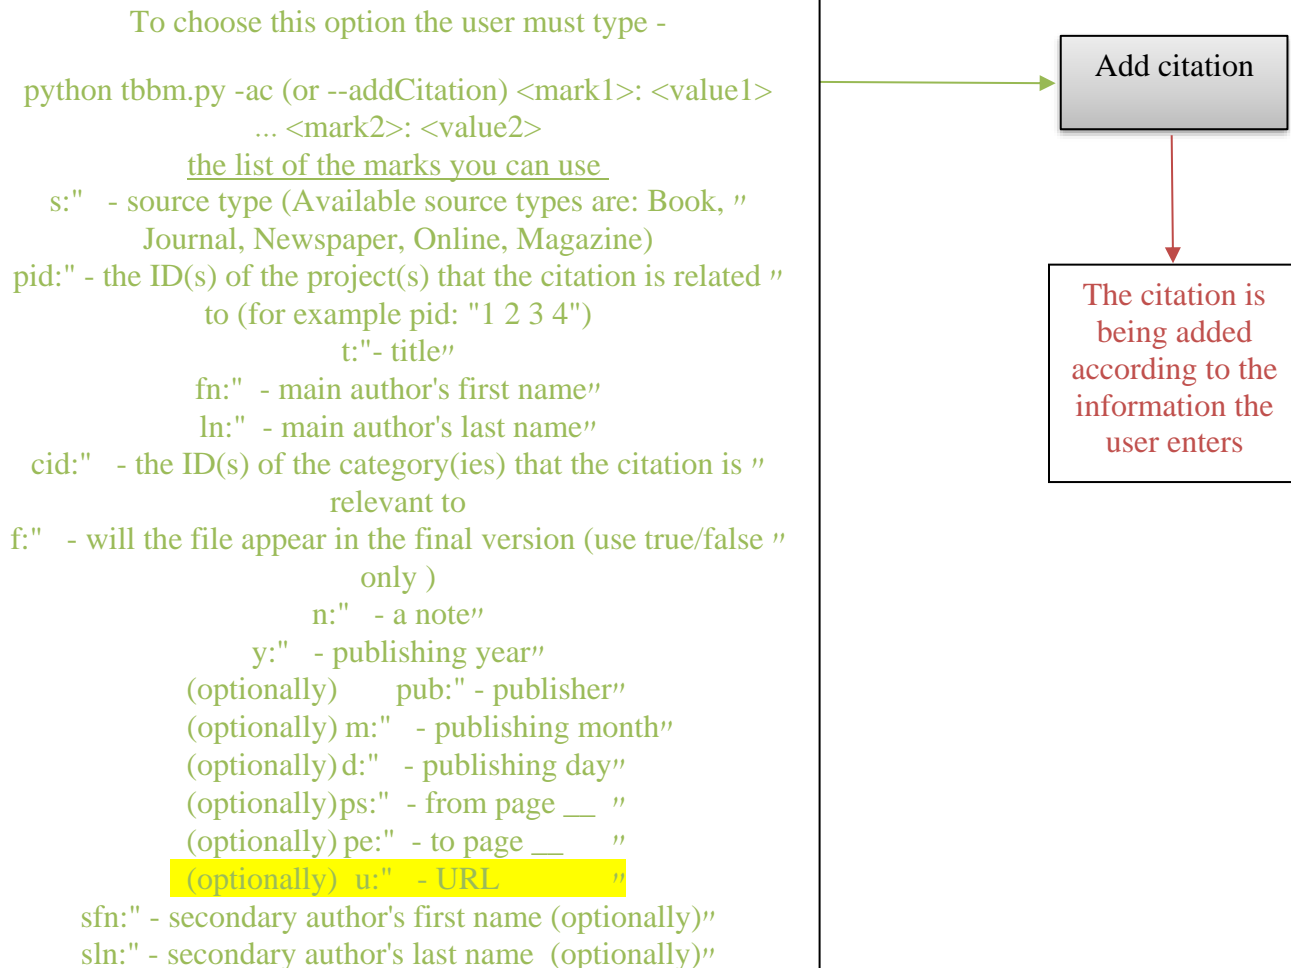 To choose this option the user must type -
python tbbm.py -ac (or --addCitation) <mark1>: <value1>
... <mark2>: <value2>
the list of the marks you can use
s:" - source type (Available source types are: Book, "
Journal, Newspaper, Online, Magazine)
pid:" - the ID(s) of the project(s) that the citation is related "
to (for example pid: "1 2 3 4")
t:"- title"
fn:" - main author's first name"
ln:" - main author's last name"
cid:" - the ID(s) of the category(ies) that the citation is "
relevant to
f:" - will the file appear in the final version (use true/false "
only )
n:" - a note"
y:" - publishing year"
(optionally) pub:" - publisher"
(optionally) m:" - publishing month"
(optionally) d:" - publishing day"
(optionally)ps:" - from page __ "
(optionally) pe:" - to page __ "
(optionally) u:" - URL "
sfn:" - secondary author's first name (optionally)"
sln:" - secondary author's last name (optionally)"
Add citation
The citation is
being added
according to the
information the
user enters